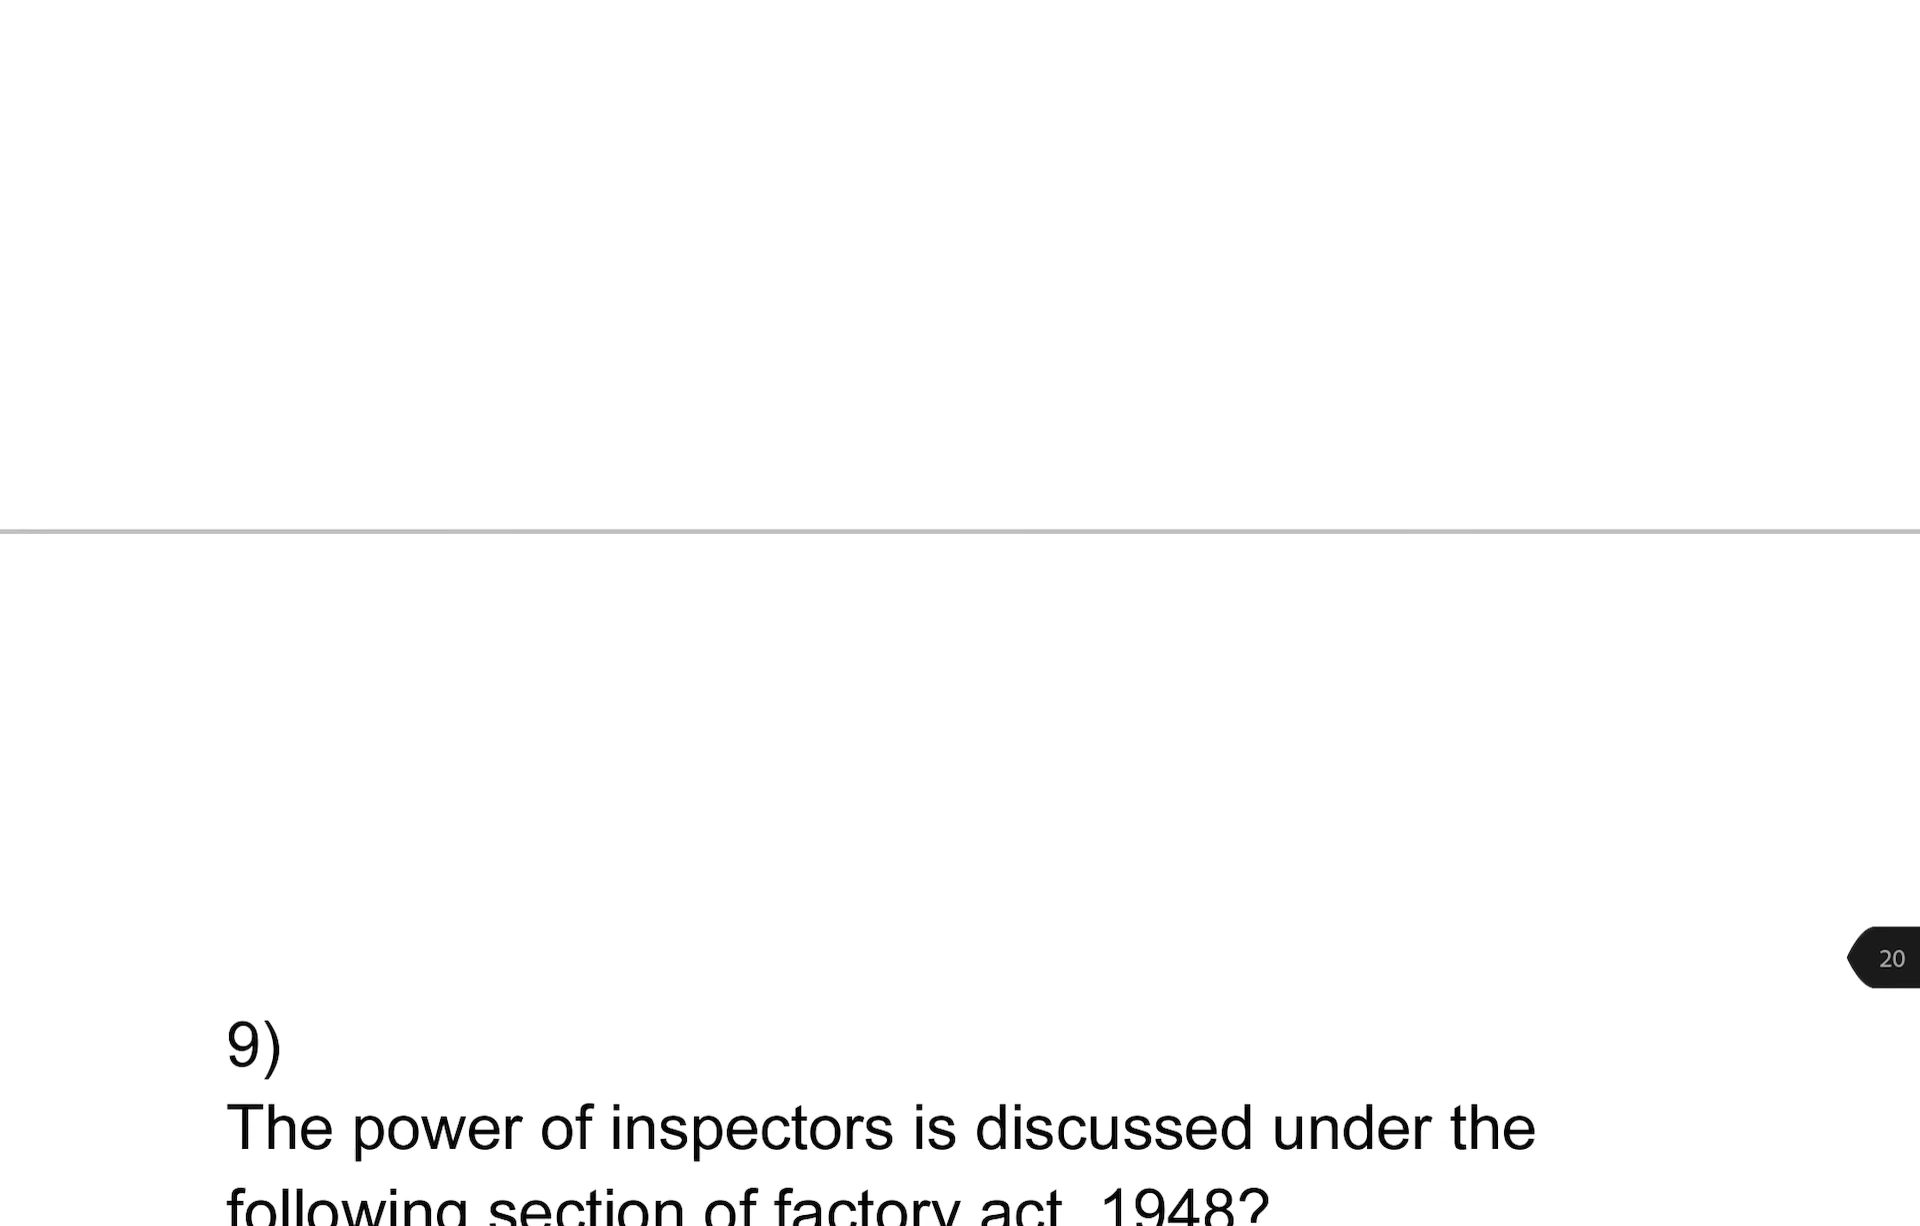 20
9)
The power of inspectors is discussed under the
following section of factory act, 1948?